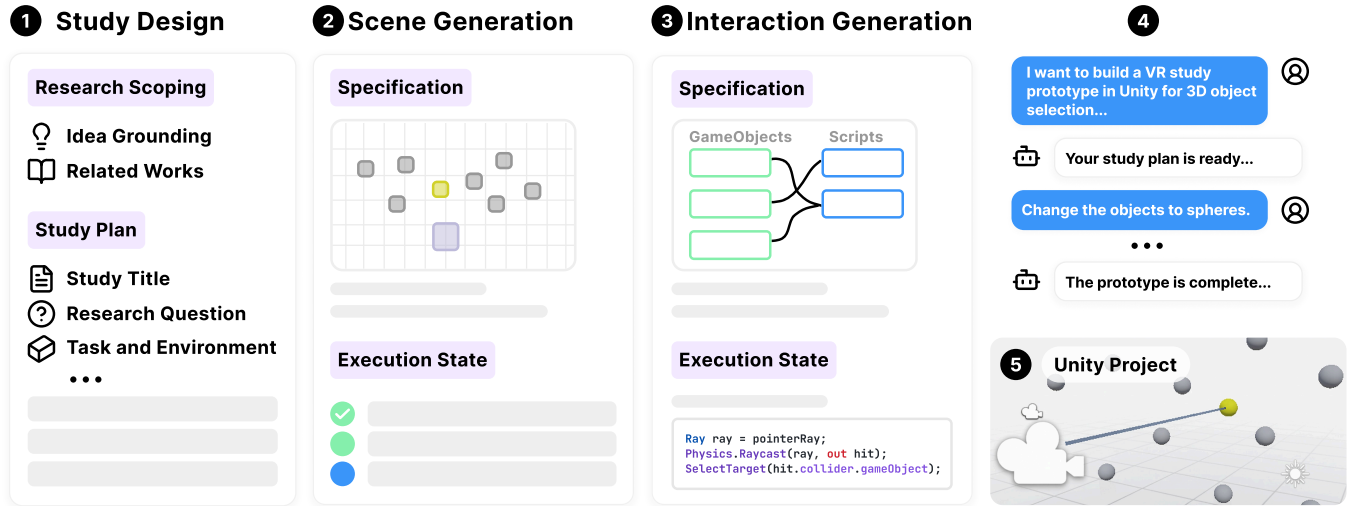 1 Study Design
Research Scoping
Idea Grounding
Related Works
Study Plan
Study Title
Research Question
Task and Environment
•••
2 Scene Generation
Specification
Execution State
3 Interaction Generation
Specification
GameObjects Scripts
Execution State
Ray ray = pointerRay;
Physics.Raycast(ray, out hit);
SelectTarget(hit.collider.gameObject);
4
I want to build a VR study
prototype in Unity for 3D object
selection...
Your study plan is ready...
Change the objects to spheres.
•••
The prototype is complete...
5 Unity Project